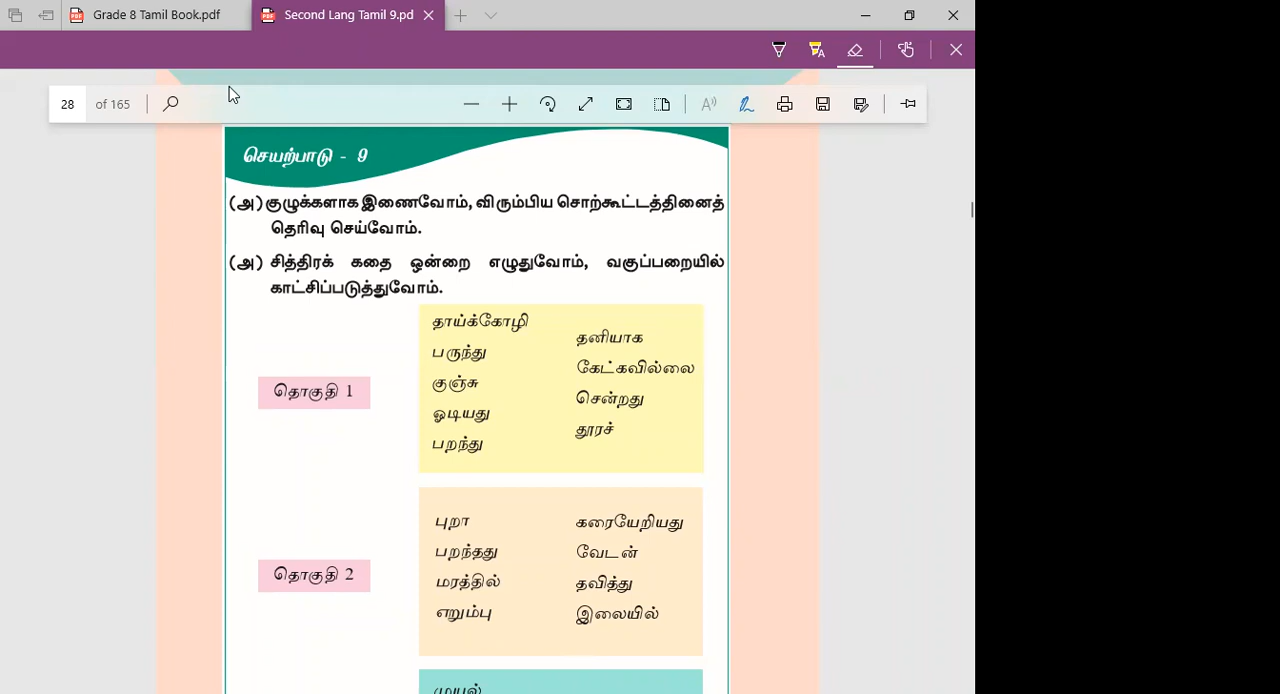 Grade 8 Tamil Book.pdf
Second Lang Tamil 9.pd
28 of 165
செயற்பாடு - 9
(அ) குழுக்களாக இணைவோம், விரும்பிய சொற்கூட்டத்தினைத்
தெரிவு செய்வோம்.
(அ) சித்திரக் கதை ஒன்றை எழுதுவோம், வகுப்பறையில்
காட்சிப்படுத்துவோம்.
தொகுதி 1
தாய்க்கோழி
பருந்து
குஞ்சு
ஓடியது
பறந்து
தனியாக
கேட்கவில்லை
சென்றது
தூரச்
தொகுதி 2
புறா
பறந்தது
மரத்தில்
எறும்பு
கரையேறியது
வேடன்
தவித்து
இலையில்
முயல்